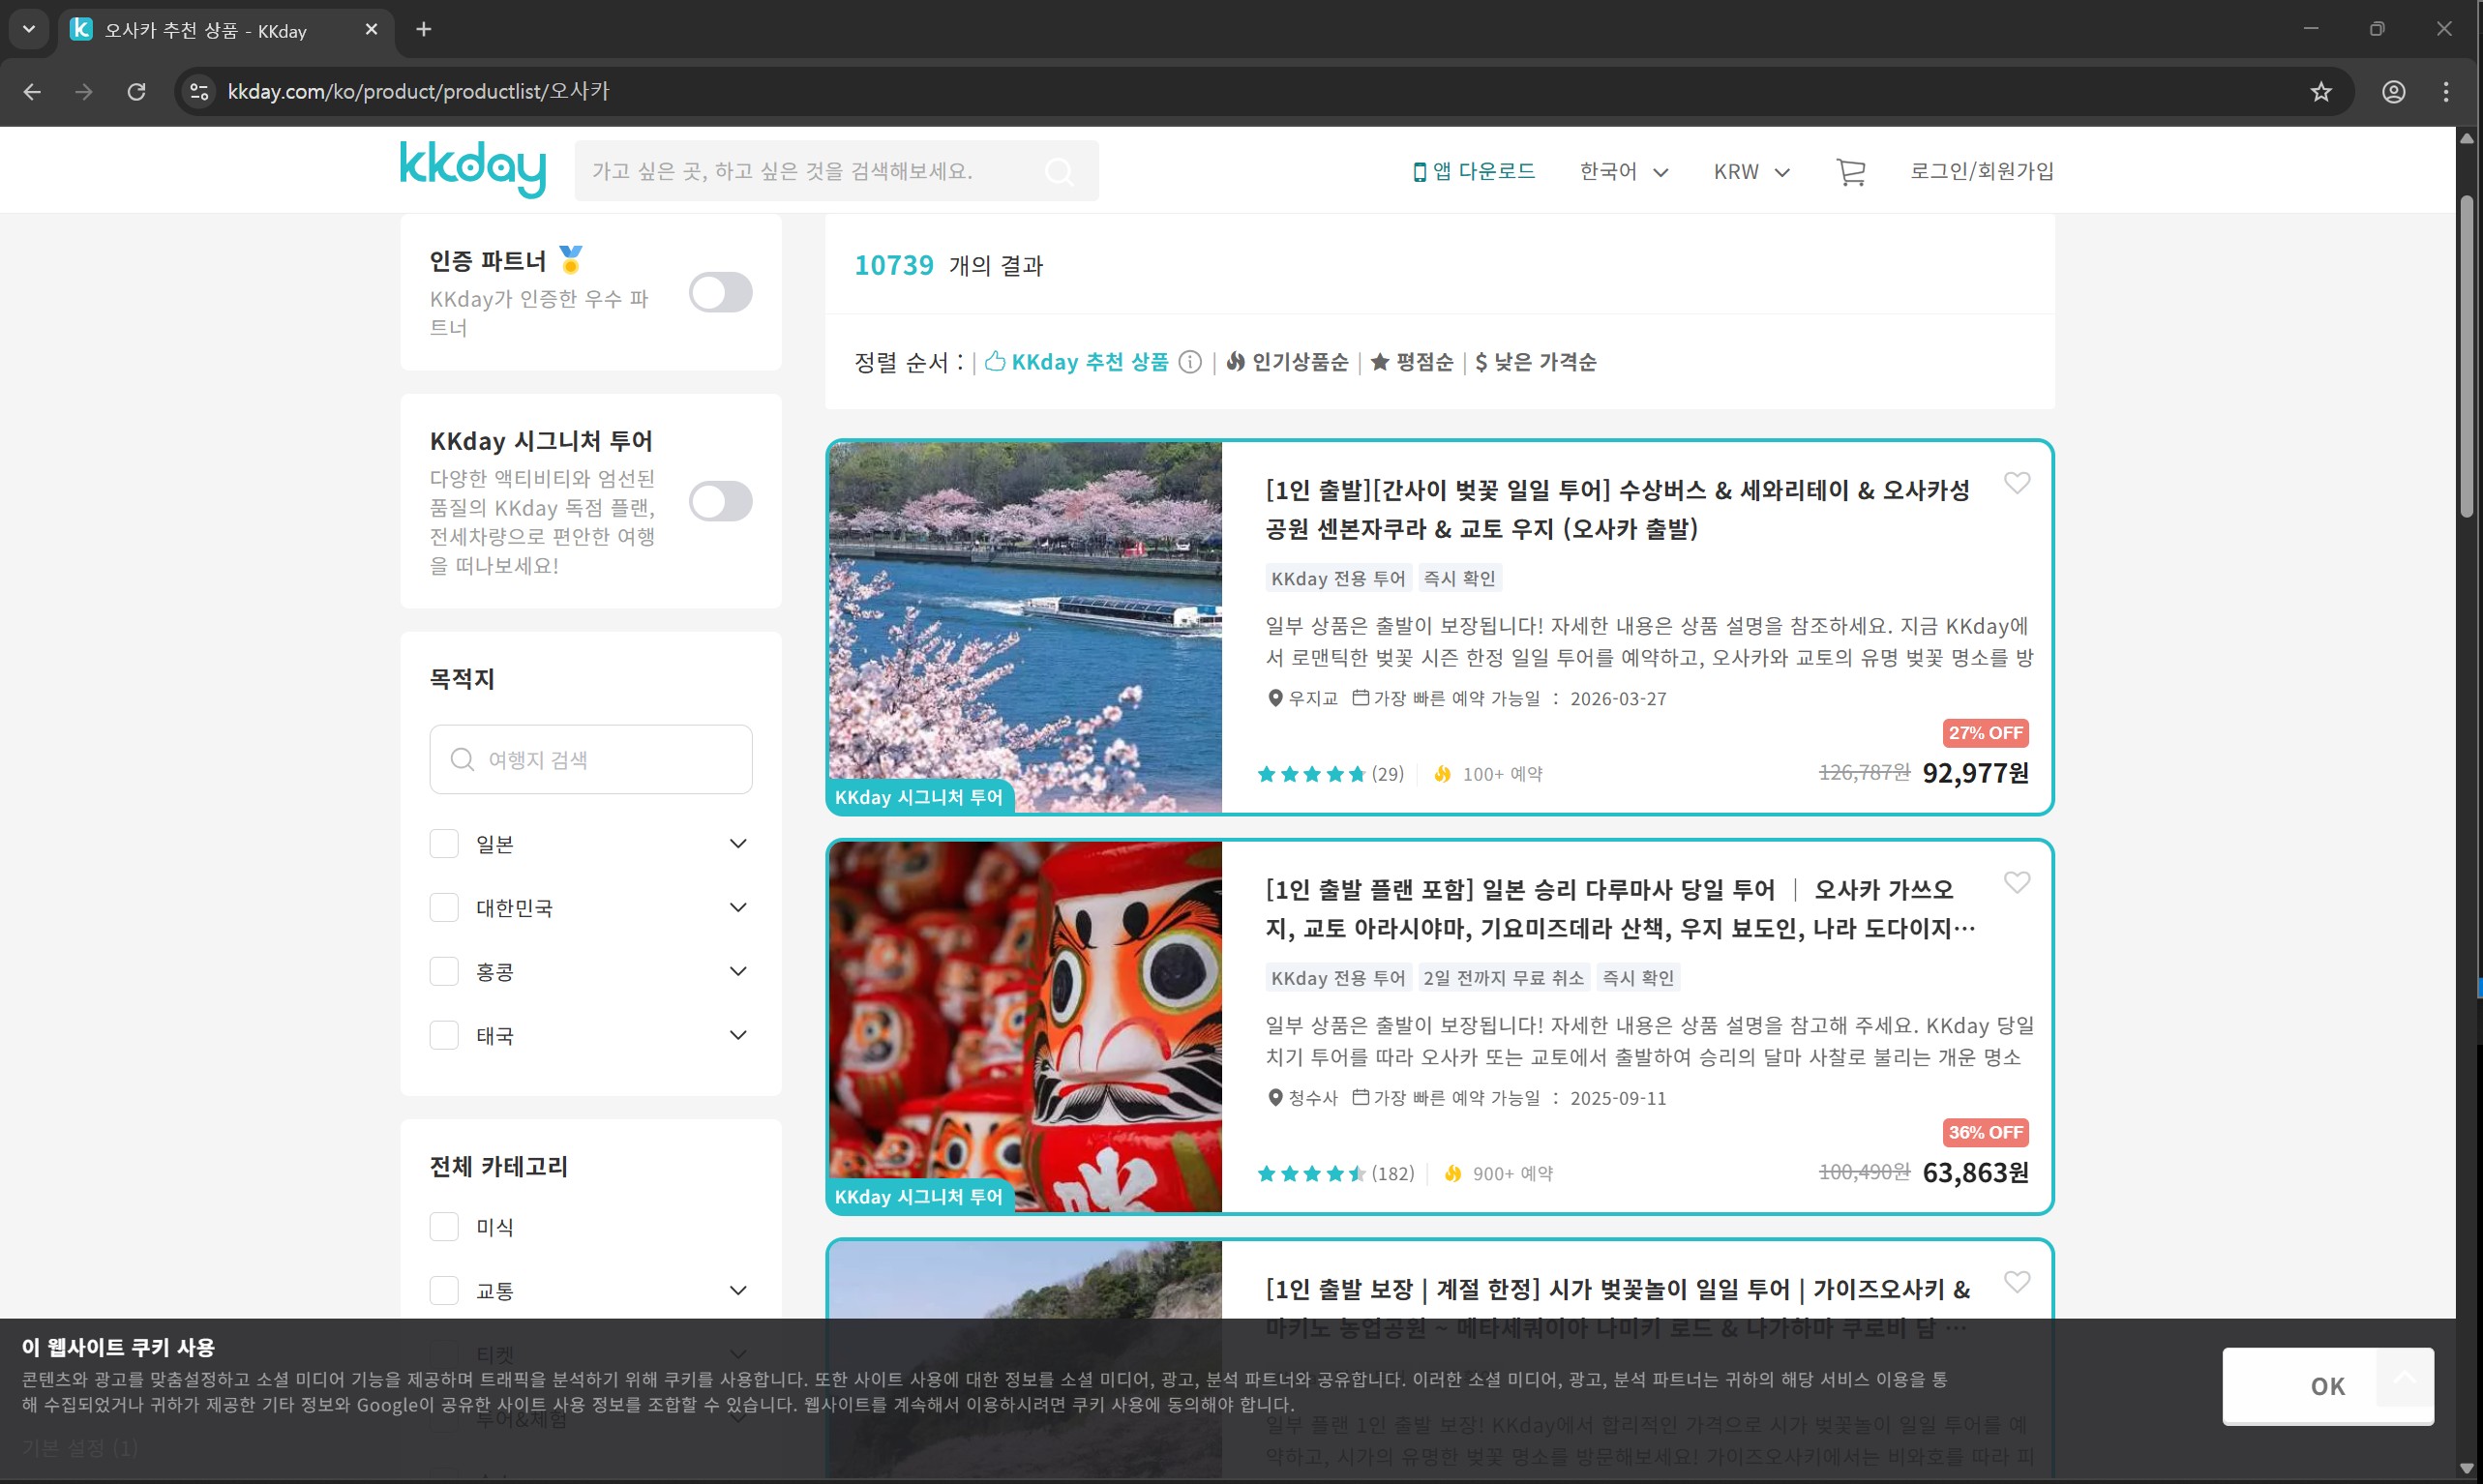 오사카 추천 상품 - KKday
kkday.com/ko/product/productlist/오사카
kkday
가고 싶은 곳, 하고 싶은 것을 검색해보세요.
앱 다운로드
한국어
KRW
로그인/회원가입
인증 파트너
KKday가 인증한 우수 파
트너
KKday 시그니처 투어
다양한 액티비티와 엄선된
품질의 KKday 독점 플랜,
전세차량으로 편안한 여행
을 떠나보세요!
목적지
여행지 검색
일본
대한민국
홍콩
태국
전체 카테고리
미식
교통
티켓
투어&체험
10739 개의 결과
정렬 순서 : | KKday 추천 상품 | 인기상품순 | 평점순 | $ 낮은 가격순
[1인 출발][간사이 벚꽃 일일 투어] 수상버스 & 세와리테이 & 오사카성
공원 센본자쿠라 & 교토 우지 (오사카 출발)
KKday 전용 투어 즉시 확인
일부 상품은 출발이 보장됩니다! 자세한 내용은 상품 설명을 참조하세요. 지금 KKday에
서 로맨틱한 벚꽃 시즌 한정 일일 투어를 예약하고, 오사카와 교토의 유명 벚꽃 명소를 방
우지교 가장 빠른 예약 가능일 : 2026-03-27
27% OFF
(29) 100+ 예약
126,787원 92,977원
KKday 시그니처 투어
[1인 출발 플랜 포함] 일본 승리 다루마사 당일 투어 ｜ 오사카 가쓰오
지, 교토 아라시야마, 기요미즈데라 산책, 우지 뵤도인, 나라 도다이지…
KKday 전용 투어 2일 전까지 무료 취소 즉시 확인
일부 상품은 출발이 보장됩니다! 자세한 내용은 상품 설명을 참고해 주세요. KKday 당일
치기 투어를 따라 오사카 또는 교토에서 출발하여 승리의 달마 사찰로 불리는 개운 명소
청수사 가장 빠른 예약 가능일 : 2025-09-11
36% OFF
(182) 900+ 예약
100,490원 63,863원
KKday 시그니처 투어
[1인 출발 보장 | 계절 한정] 시가 벚꽃놀이 일일 투어 | 가이즈오사키 &
마키노 농업공원 ~ 메타세쿼이아 나미키 로드 & 나가하마 쿠로비 담 …
일부 플랜 1인 출발 보장! KKday에서 합리적인 가격으로 시가 벚꽃놀이 일일 투어를 예
약하고, 시가의 유명한 벚꽃 명소를 방문해보세요! 가이즈오사키에서는 비와호를 따라 피
이 웹사이트 쿠키 사용
콘텐츠와 광고를 맞춤설정하고 소셜 미디어 기능을 제공하며 트래픽을 분석하기 위해 쿠키를 사용합니다. 또한 사이트 사용에 대한 정보를 소셜 미디어, 광고, 분석 파트너와 공유합니다. 이러한 소셜 미디어, 광고, 분석 파트너는 귀하의 해당 서비스 이용을 통
해 수집되었거나 귀하가 제공한 기타 정보와 Google이 공유한 사이트 사용 정보를 조합할 수 있습니다. 웹사이트를 계속해서 이용하시려면 쿠키 사용에 동의해야 합니다.
기본 설정 (1)
OK